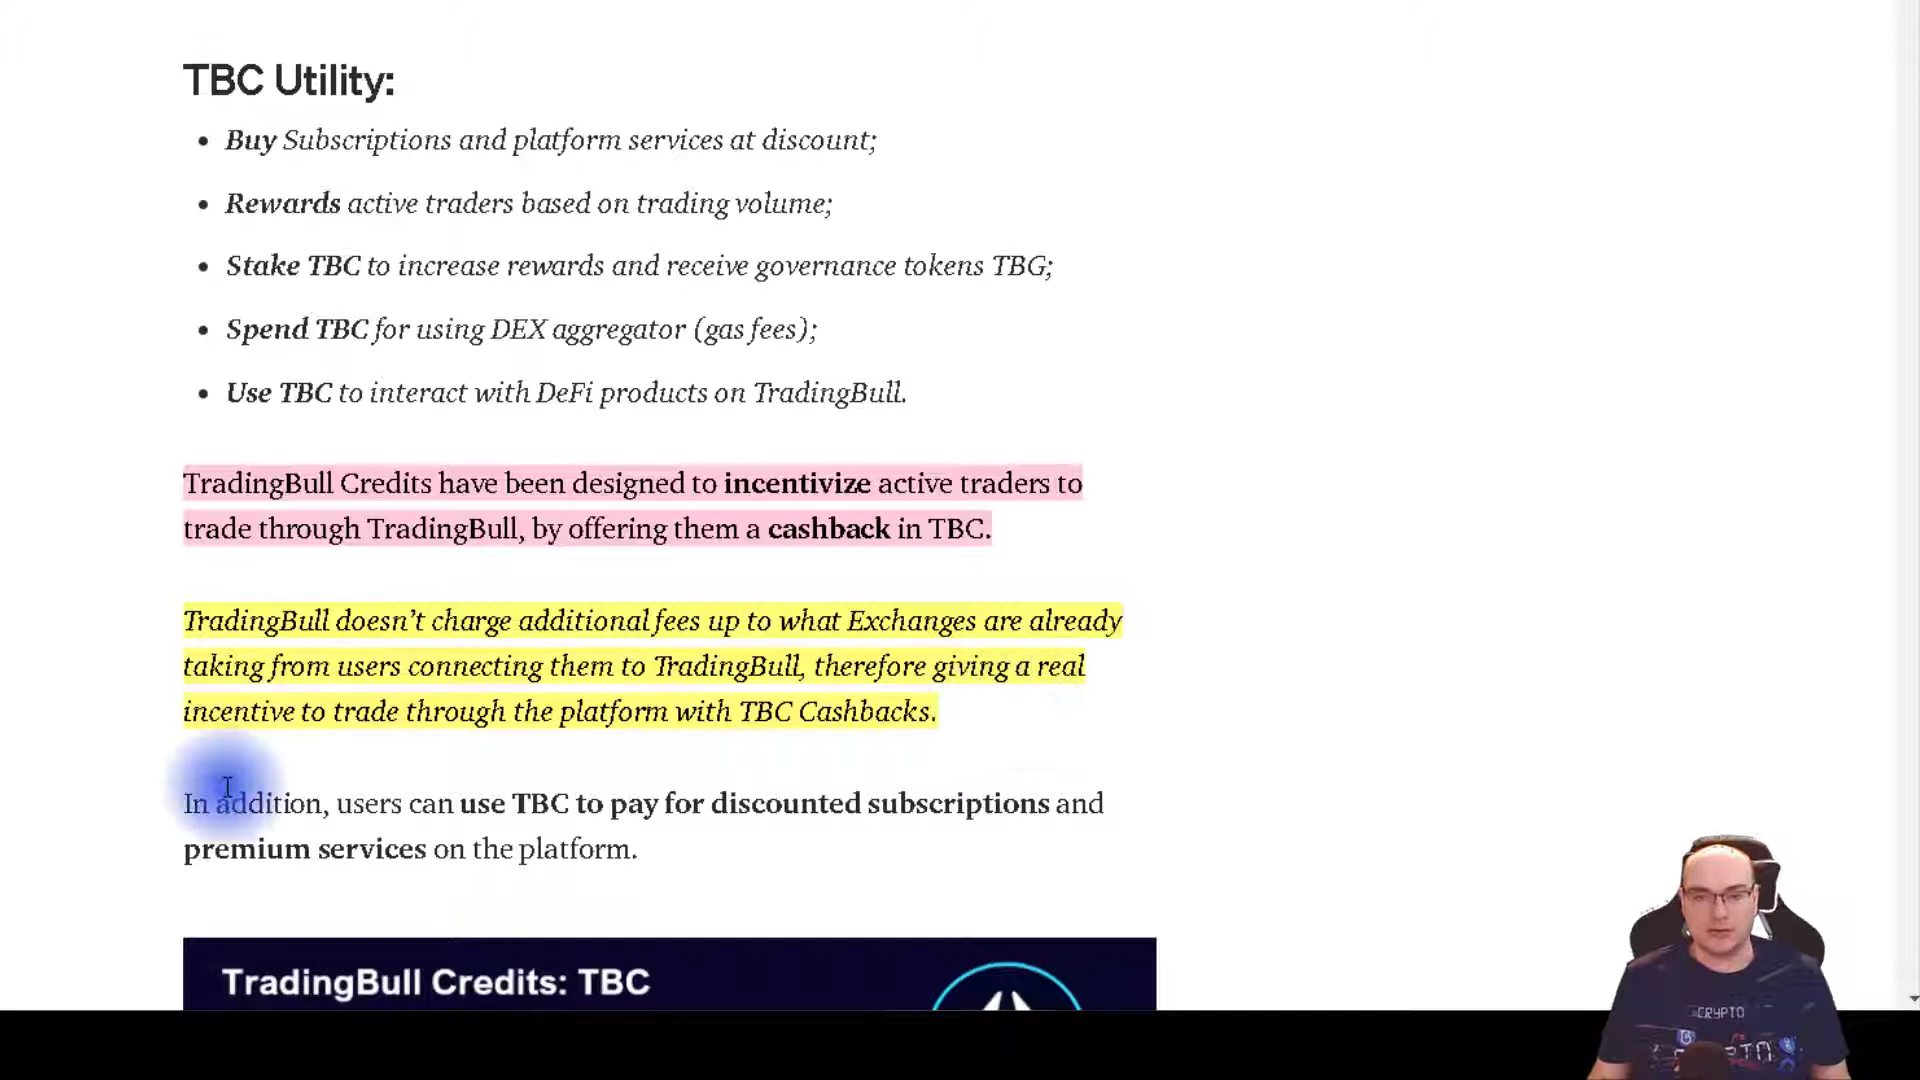 TBC Utility:
• Buy Subscriptions and platform services at discount;
• Rewards active traders based on trading volume;
• Stake TBC to increase rewards and receive governance tokens TBG;
• Spend TBC for using DEX aggregator (gas fees);
• Use TBC to interact with DeFi products on TradingBull.
TradingBull Credits have been designed to incentivize active traders to
trade through TradingBull, by offering them a cashback in TBC.
TradingBull doesn’t charge additional fees up to what Exchanges are already
taking from users connecting them to TradingBull, therefore giving a real
incentive to trade through the platform with TBC Cashbacks.
In addition, users can use TBC to pay for discounted subscriptions and
premium services on the platform.
TradingBull Credits: TBC
CRYPTO